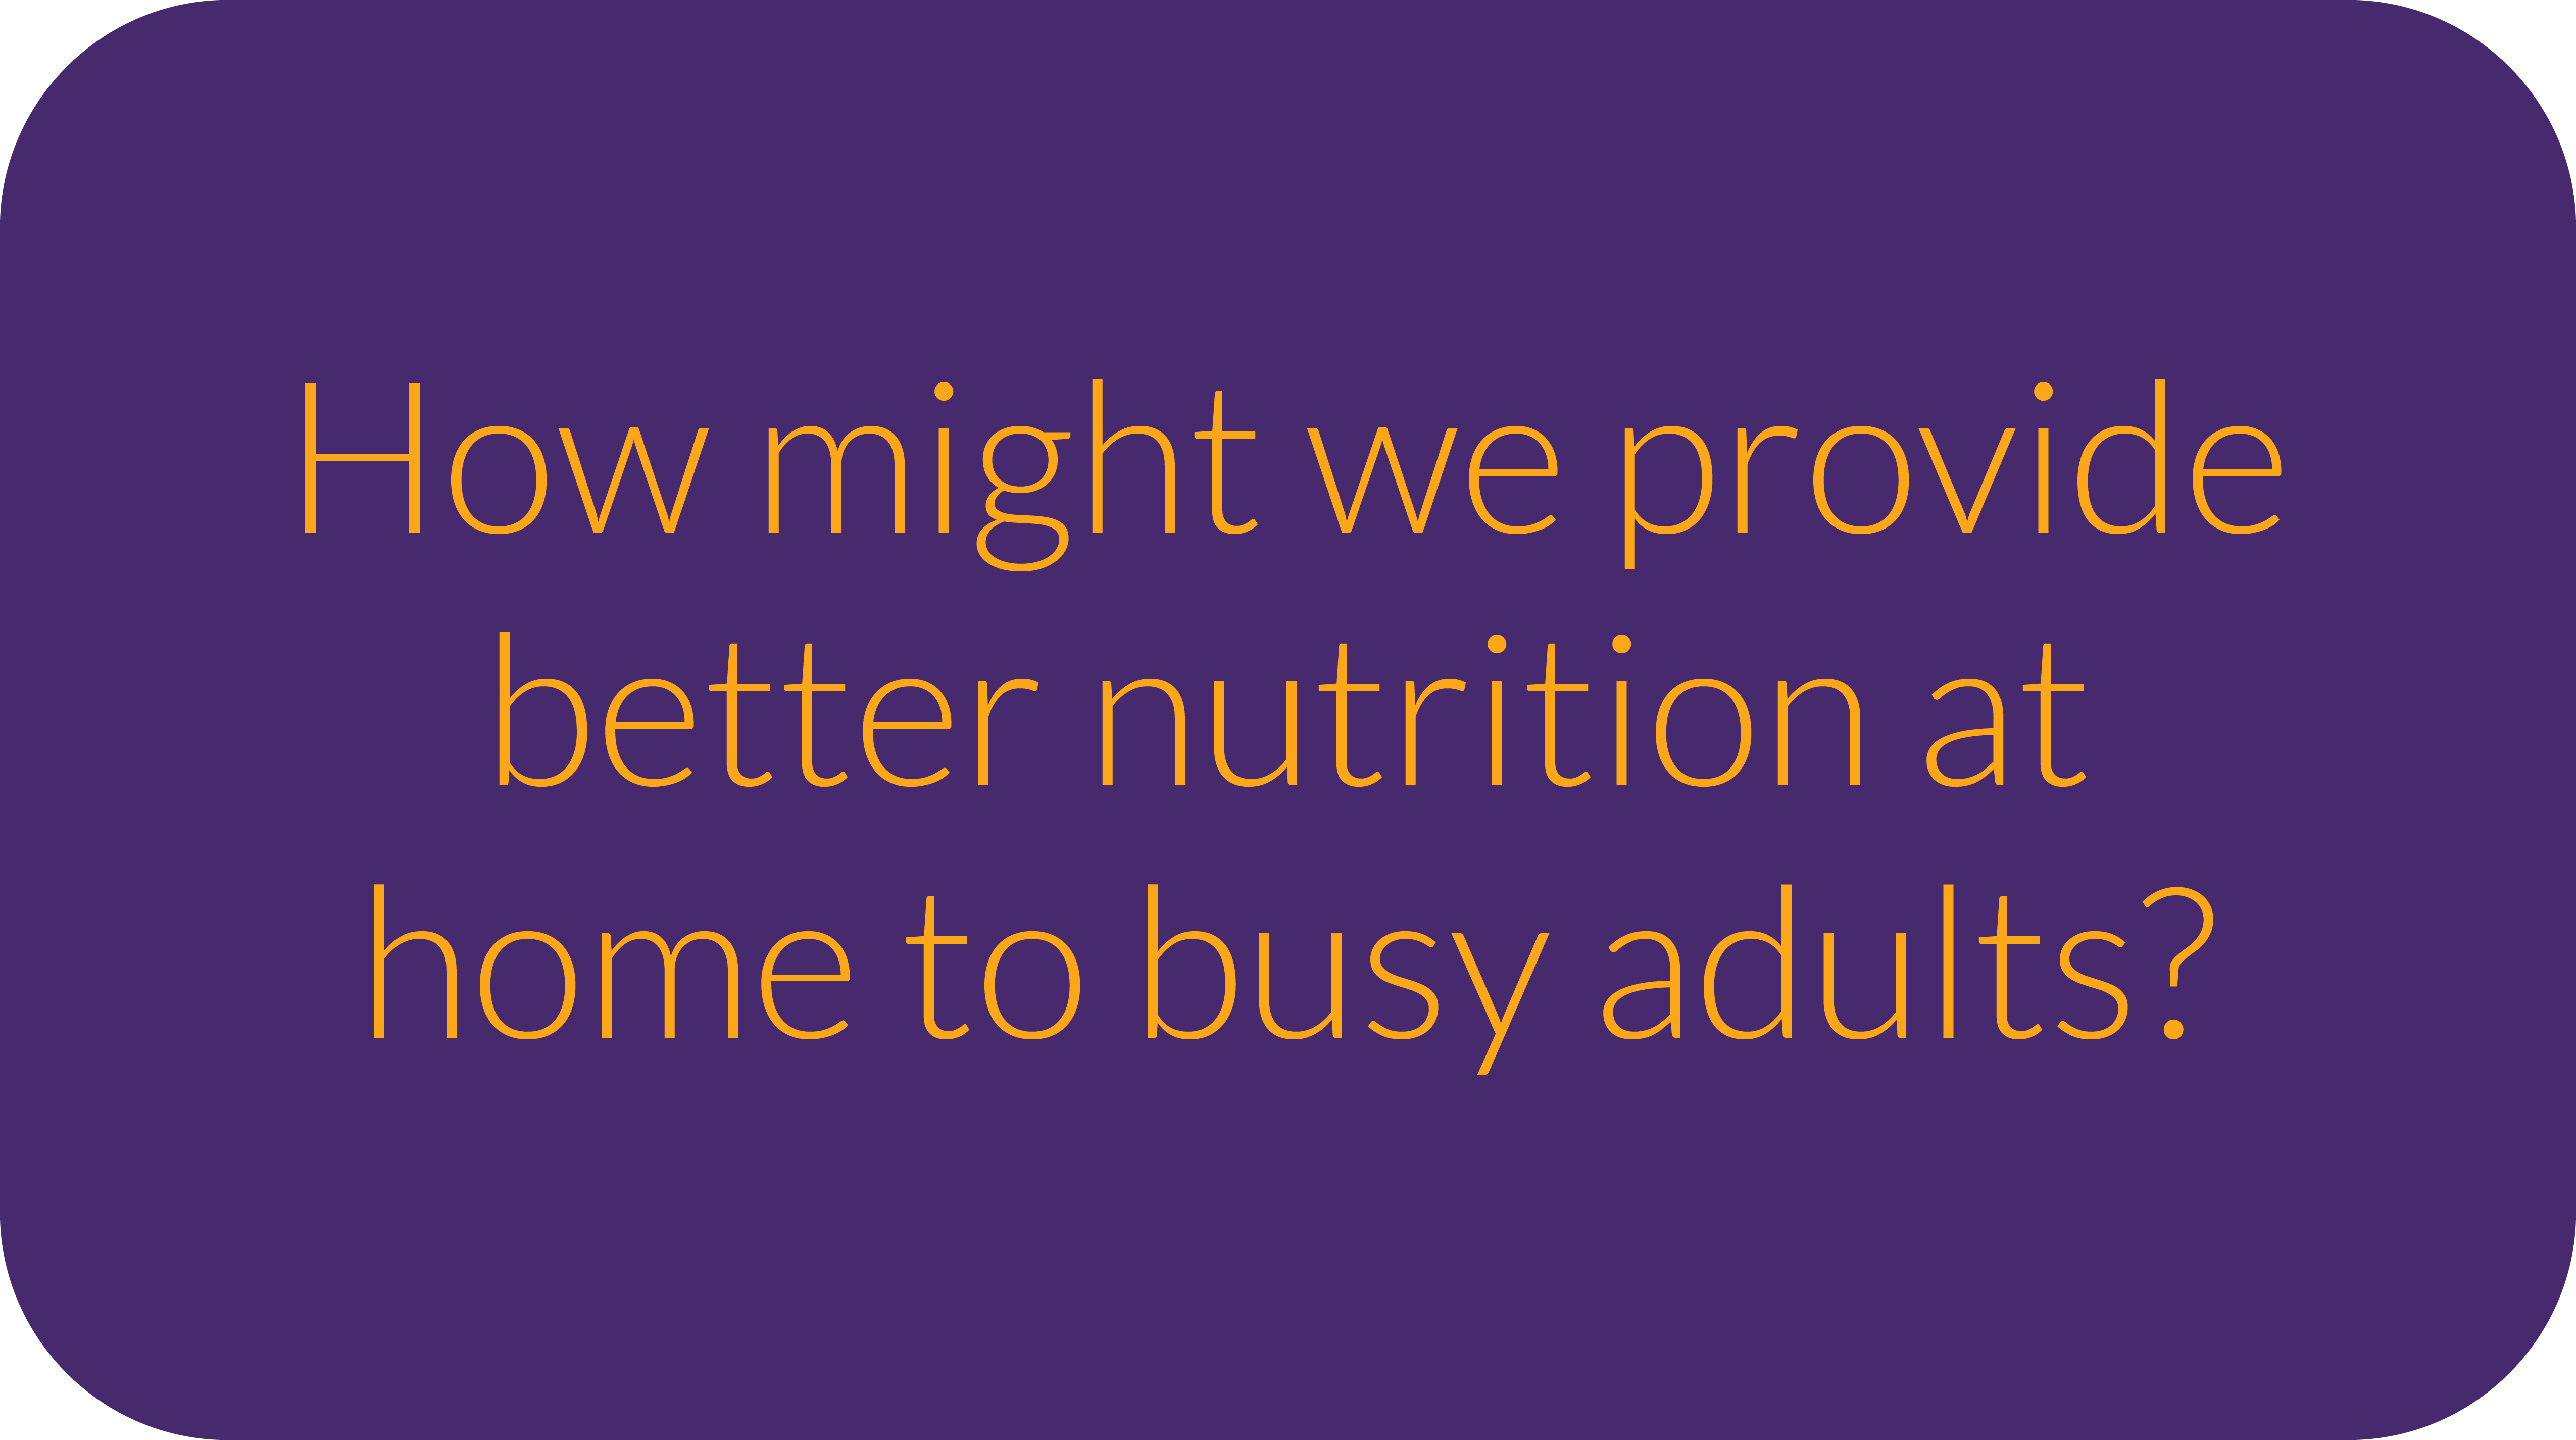 How might we provide
better nutrition at
home to busy adults?